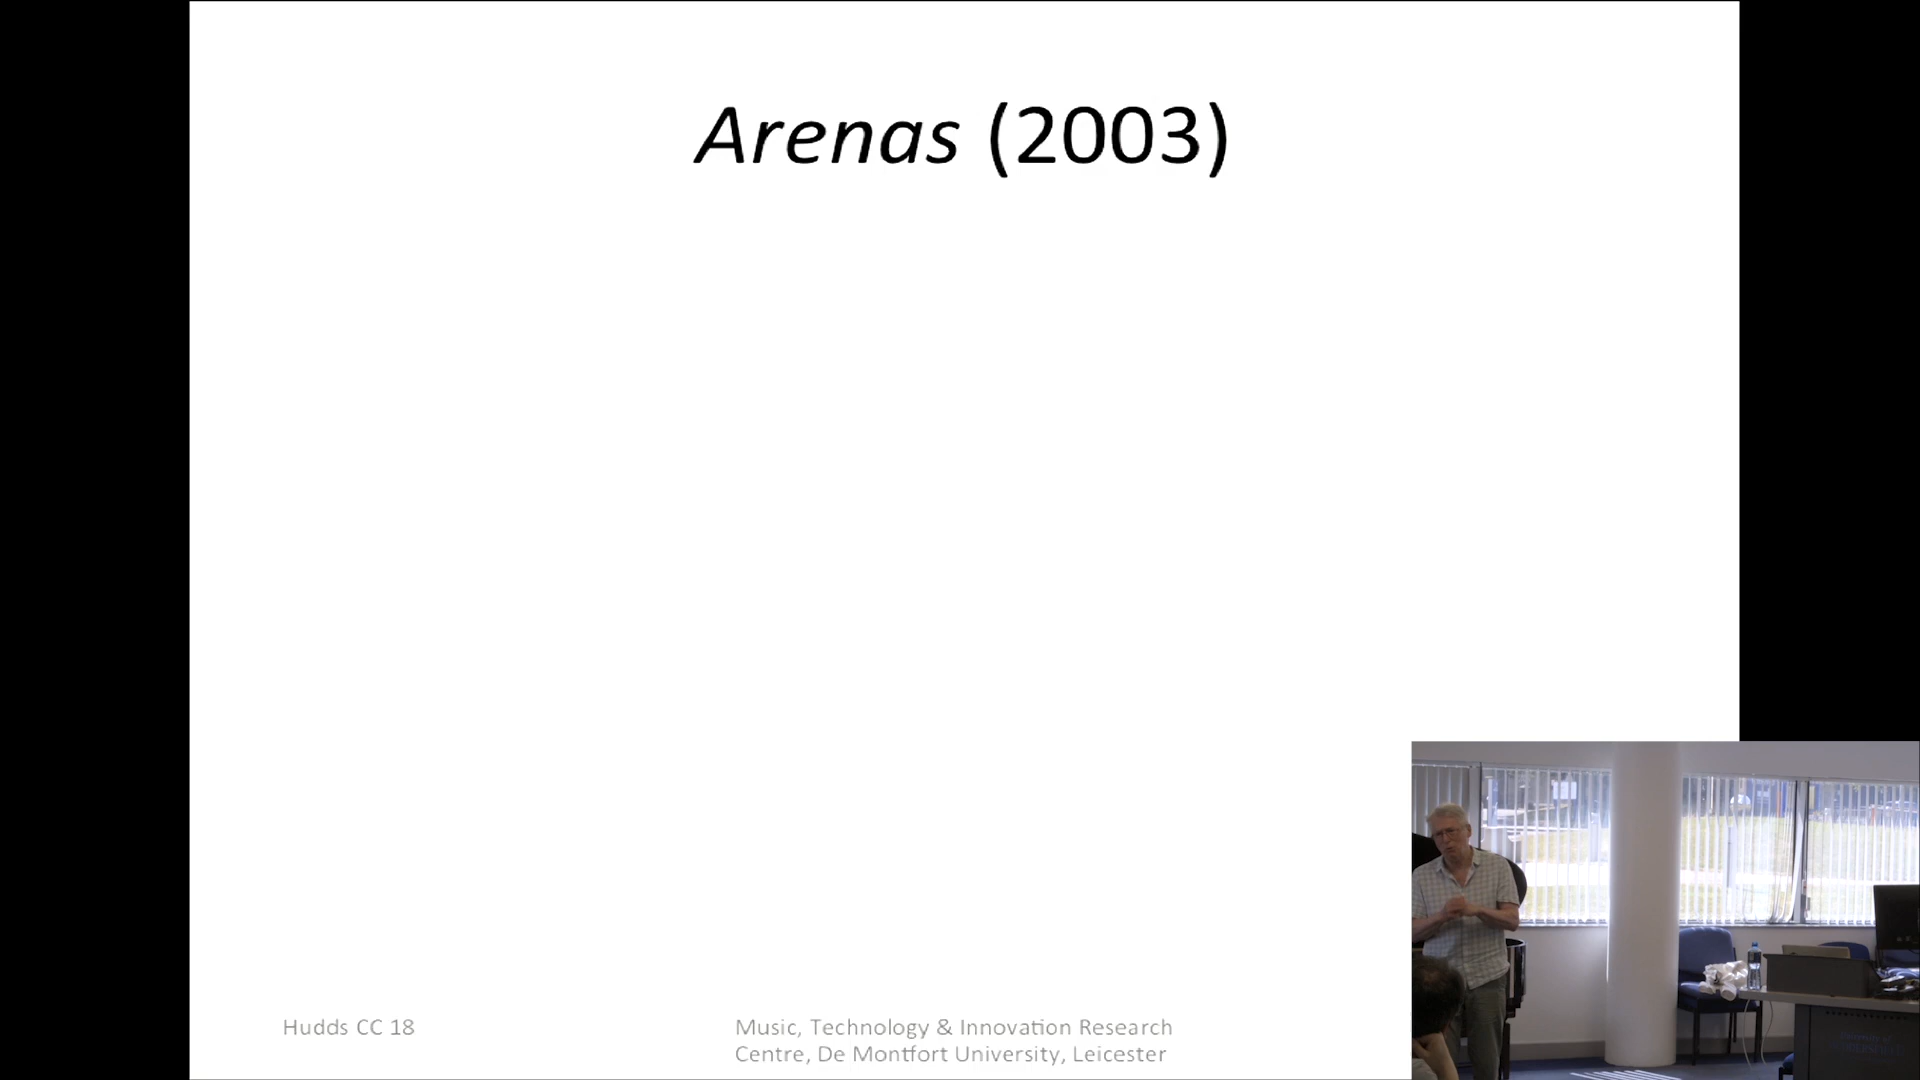 Arenas (2003)
Hudds CC 18
Music, Technology & Innovation Research
Centre, De Montfort University, Leicester